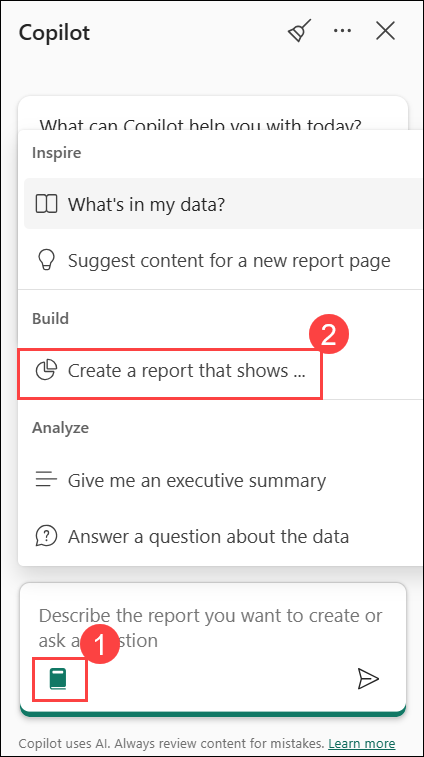 Copilot
What can Copilot help you with today?
Inspire
What's in my data?
Suggest content for a new report page
Build
2
Create a report that shows ...
Analyze
Give me an executive summary
Answer a question about the data
Describe the report you want to create or
ask a stion
1
Copilot uses AI. Always review content for mistakes. Learn more